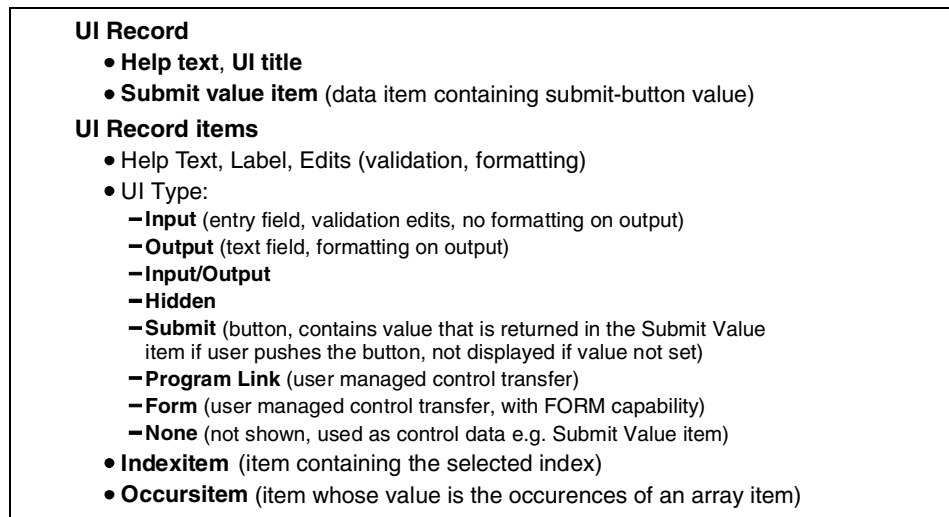 UI Record
• Help text, UI title
• Submit value item (data item containing submit-button value)
UI Record items
• Help Text, Label, Edits (validation, formatting)
• UI Type:
– Input (entry field, validation edits, no formatting on output)
– Output (text field, formatting on output)
– Input/Output
– Hidden
– Submit (button, contains value that is returned in the Submit Value
item if user pushes the button, not displayed if value not set)
– Program Link (user managed control transfer)
– Form (user managed control transfer, with FORM capability)
– None (not shown, used as control data e.g. Submit Value item)
• Indexitem (item containing the selected index)
• Occursitem (item whose value is the occurences of an array item)